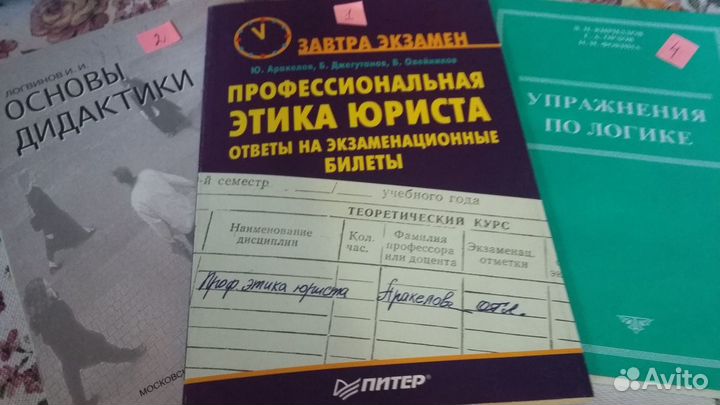 2
ЛОГВИНОВ И. И.
ОСНОВЫ
ДИДАКТИКИ
МОСКОВС
1
V
ЗАВТРА ЭКЗАМЕН
Ю. Аракелов, Б. Джегутанов, В. Олейников
ПРОФЕССИОНАЛЬНАЯ
ЭТИКА ЮРИСТА
ОТВЕТЫ НА ЭКЗАМЕНАЦИОННЫЕ
БИЛЕТЫ
-й семестр / учебного года
ТЕОРЕТИЧЕСКИЙ КУРС
Наименование дисциплин
Кол. час.
Фамилия профессора или доцента
Экзаменац. отметки
Проф. этика юриста
Аракелов
отл.
ПИТЕР
4
УПРАЖНЕНИЯ
ПО ЛОГИКЕ
Avito